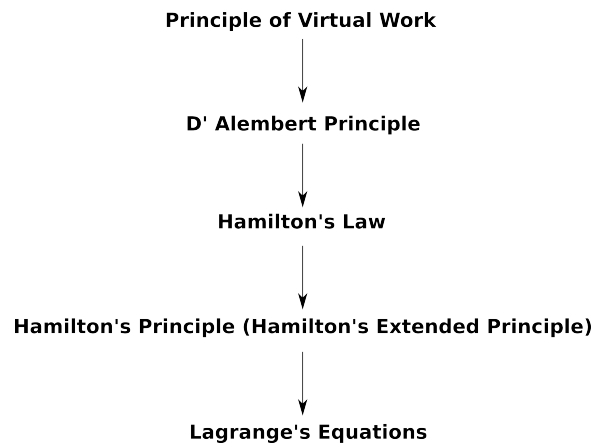 Principle of Virtual Work
D' Alembert Principle
Hamilton's Law
Hamilton's Principle (Hamilton's Extended Principle)
Lagrange's Equations